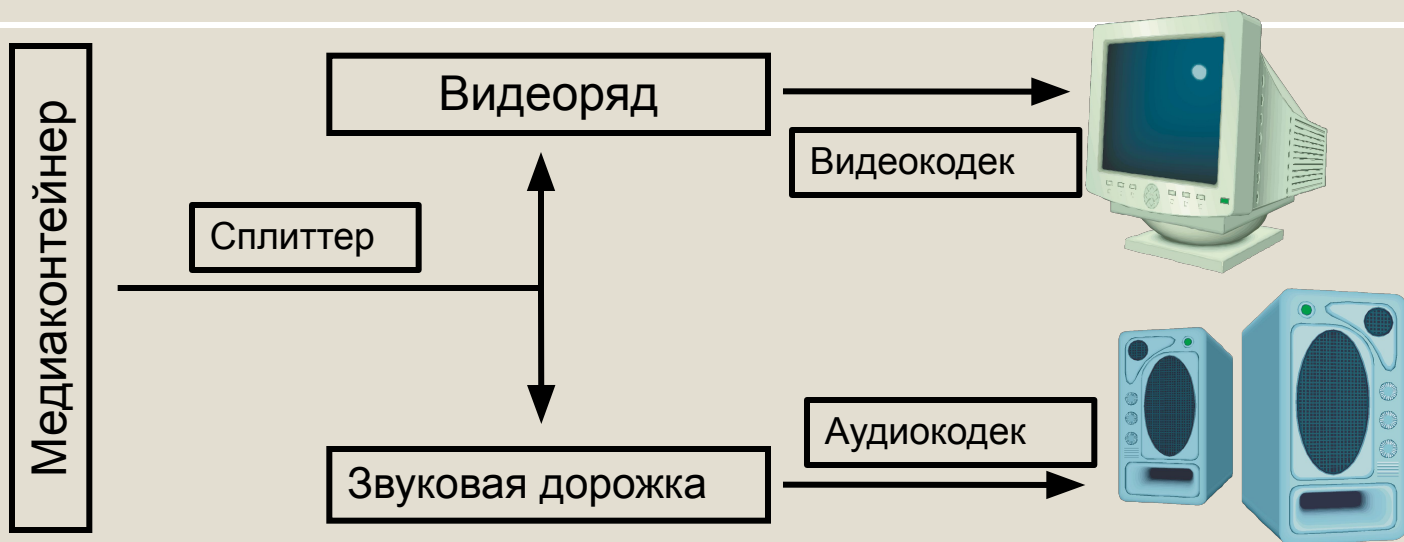 Медиаконтейнер
Сплиттер
Видеоряд
Видеокодек
Звуковая дорожка
Аудиокодек